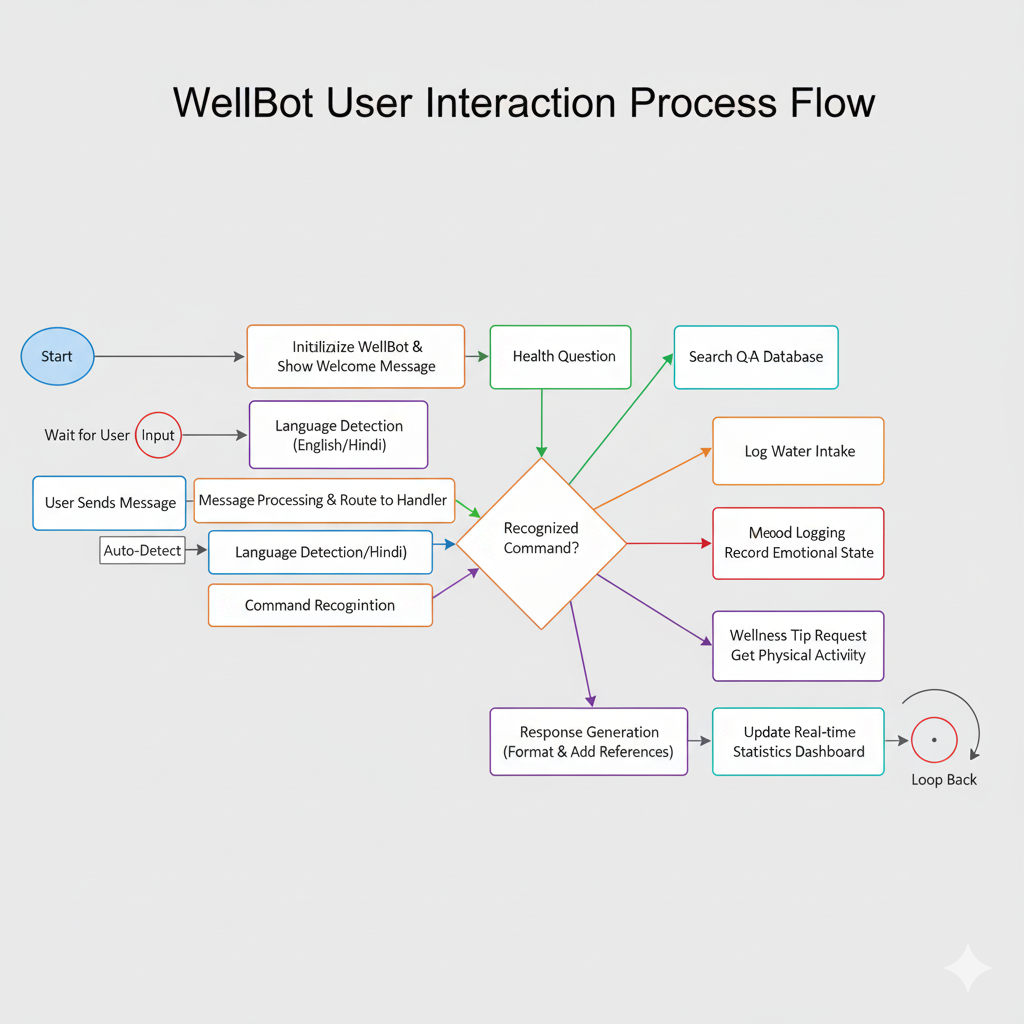 WellBot User Interaction Process Flow
Start
Initilizaize WellBot &
Show Welcome Message
Health Question
Search Q·A Database
Wait for User
Input
Language Detection
(English/Hindi)
Log Water Intake
User Sends Message
Message Processing & Route to Handler
Recognized
Command?
Meood Logging
Record Emotional State
Auto-Detect
Language Detection/Hindi)
Command Recogintion
Wellness Tip Request
Get Physical Activiity
Response Generation
(Format & Add References)
Update Real-time
Statistics Dashboard
Loop Back